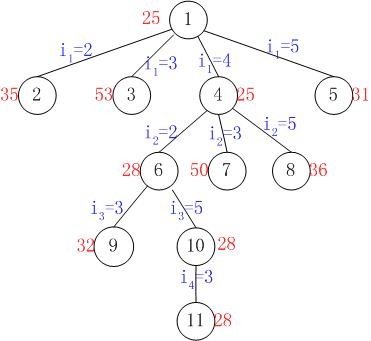 25 1
i1=2 i1=3 i1=4 i1=5
35 2 53 3 4 25 5 31
i2=2 i2=3 i2=5
28 6 50 7 8 36
i3=3 i3=5
32 9 10 28
i4=3
11 28